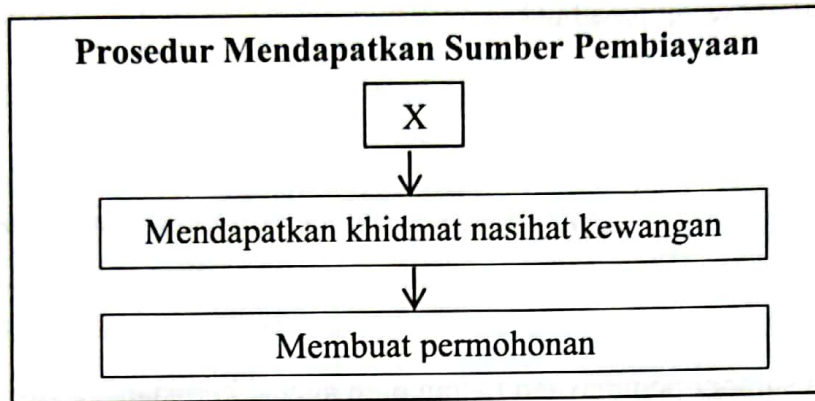 Prosedur Mendapatkan Sumber Pembiayaan
X
Mendapatkan khidmat nasihat kewangan
Membuat permohonan